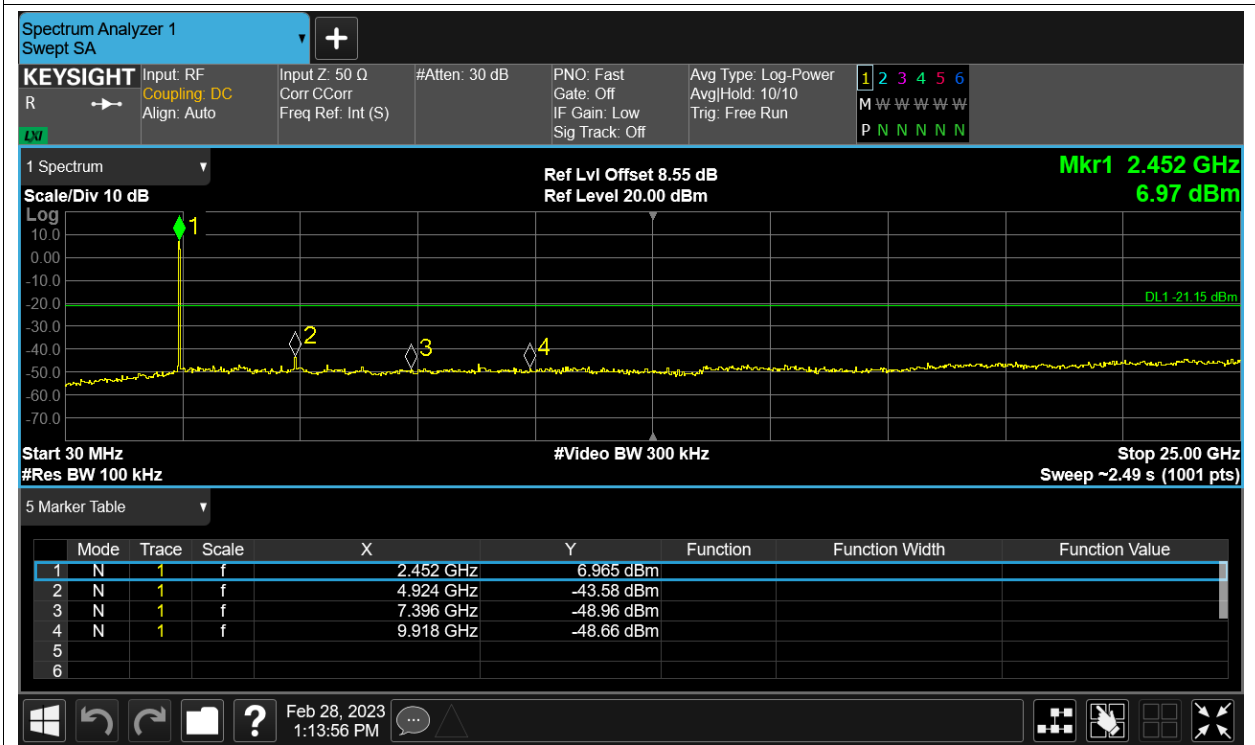 Spectrum Analyzer 1
Swept SA
KEYSIGHT
R
LXI
Input: RF
Coupling: DC
Align: Auto
Input Z: 50 Ω
Corr CCorr
Freq Ref: Int (S)
#Atten: 30 dB
PNO: Fast
Gate: Off
IF Gain: Low
Sig Track: Off
Avg Type: Log-Power
Avg|Hold: 10/10
Trig: Free Run
1 2 3 4 5 6
M W W W W W
P N N N N N
1 Spectrum
Scale/Div 10 dB
Ref Lvl Offset 8.55 dB
Ref Level 20.00 dBm
Mkr1 2.452 GHz
6.97 dBm
Log
10.0
0.00
-10.0
-20.0
-30.0
-40.0
-50.0
-60.0
-70.0
1
2
3
4
DL1 -21.15 dBm
Start 30 MHz
#Res BW 100 kHz
#Video BW 300 kHz
Stop 25.00 GHz
Sweep ~2.49 s (1001 pts)
5 Marker Table
Mode Trace Scale X Y Function Function Width Function Value
1 N 1 f 2.452 GHz 6.965 dBm
2 N 1 f 4.924 GHz -43.58 dBm
3 N 1 f 7.396 GHz -48.96 dBm
4 N 1 f 9.918 GHz -48.66 dBm
5
6
?
Feb 28, 2023
1:13:56 PM